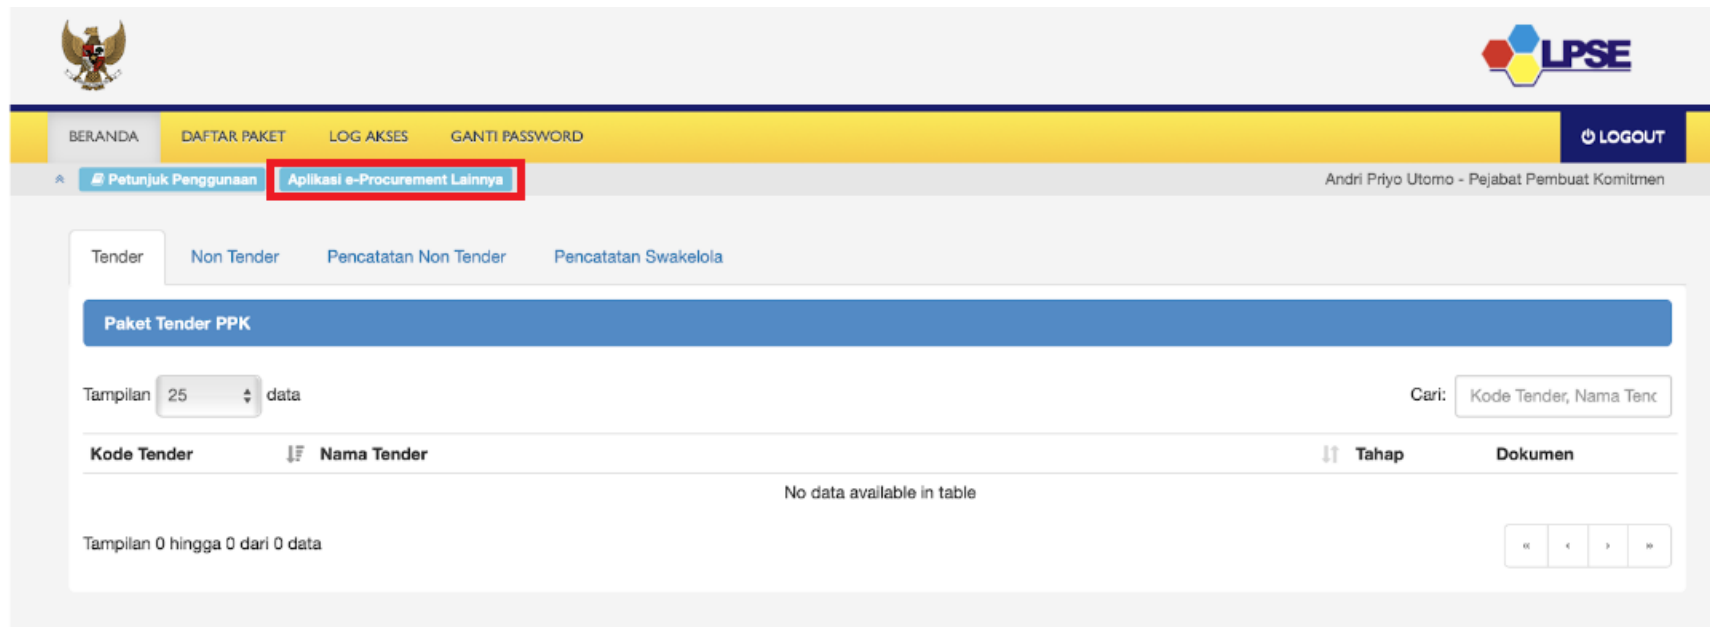 LPSE
BERANDA DAFTAR PAKET LOG AKSES GANTI PASSWORD LOGOUT
Petunjuk Penggunaan Aplikasi e-Procurement Lainnya Andri Priyo Utomo - Pejabat Pembuat Komitmen
Tender Non Tender Pencatatan Non Tender Pencatatan Swakelola
Paket Tender PPK
Tampilan 25 data Cari: Kode Tender, Nama Tenc
Kode Tender Nama Tender Tahap Dokumen
No data available in table
Tampilan 0 hingga 0 dari 0 data « ‹ › »